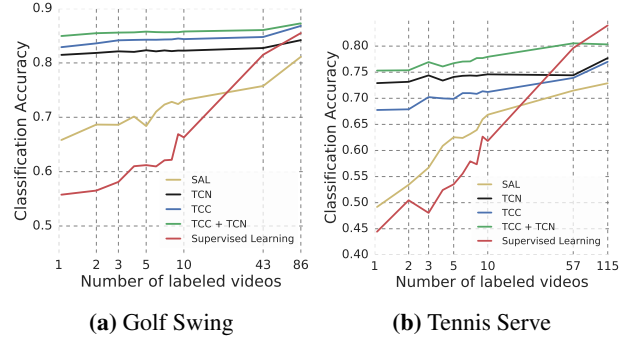 0.9
0.8
0.7
0.6
0.5
Classification Accuracy
SAL
TCN
TCC
TCC + TCN
Supervised Learning
1 2 3 5 10 43 86
Number of labeled videos
(a) Golf Swing
0.80
0.75
0.70
0.65
0.60
0.55
0.50
0.45
0.40
Classification Accuracy
SAL
TCN
TCC
TCC + TCN
Supervised Learning
1 2 3 5 10 57 115
Number of labeled videos
(b) Tennis Serve